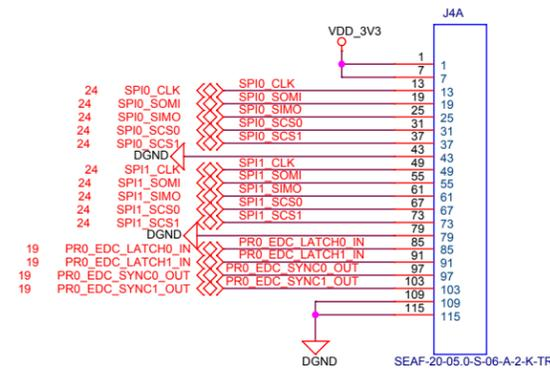 J4A
VDD_3V3
1 1
7 7
24 SPI0_CLK SPI0_CLK 13 13
24 SPI0_SOMI SPI0_SOMI 19 19
24 SPI0_SIMO SPI0_SIMO 25 25
24 SPI0_SCS0 SPI0_SCS0 31 31
24 SPI0_SCS1 SPI0_SCS1 37 37
DGND 43 43
24 SPI1_CLK SPI1_CLK 49 49
24 SPI1_SOMI SPI1_SOMI 55 55
24 SPI1_SIMO SPI1_SIMO 61 61
24 SPI1_SCS0 SPI1_SCS0 67 67
24 SPI1_SCS1 SPI1_SCS1 73 73
DGND 79 79
19 PR0_EDC_LATCH0_IN PR0_EDC_LATCH0_IN 85 85
19 PR0_EDC_LATCH1_IN PR0_EDC_LATCH1_IN 91 91
19 PR0_EDC_SYNC0_OUT PR0_EDC_SYNC0_OUT 97 97
19 PR0_EDC_SYNC1_OUT PR0_EDC_SYNC1_OUT 103 103
109 109
115 115
DGND
SEAF-20-05.0-S-06-A-2-K-TR